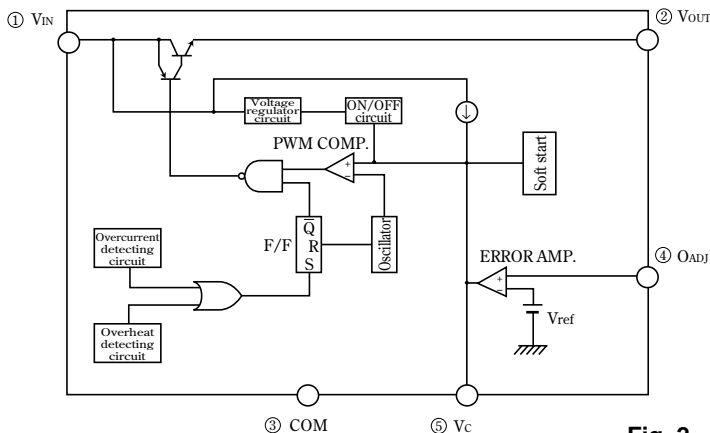 ① VIN
② VOUT
Voltage
regulator
circuit
ON/OFF
circuit
↓
PWM COMP.
+
−
Soft start
F/F
Q̅
R
S
Oscillator
Overcurrent
detecting
circuit
Overheat
detecting
circuit
ERROR AMP.
+
−
④ OADJ
Vref
③ COM
⑤ VC